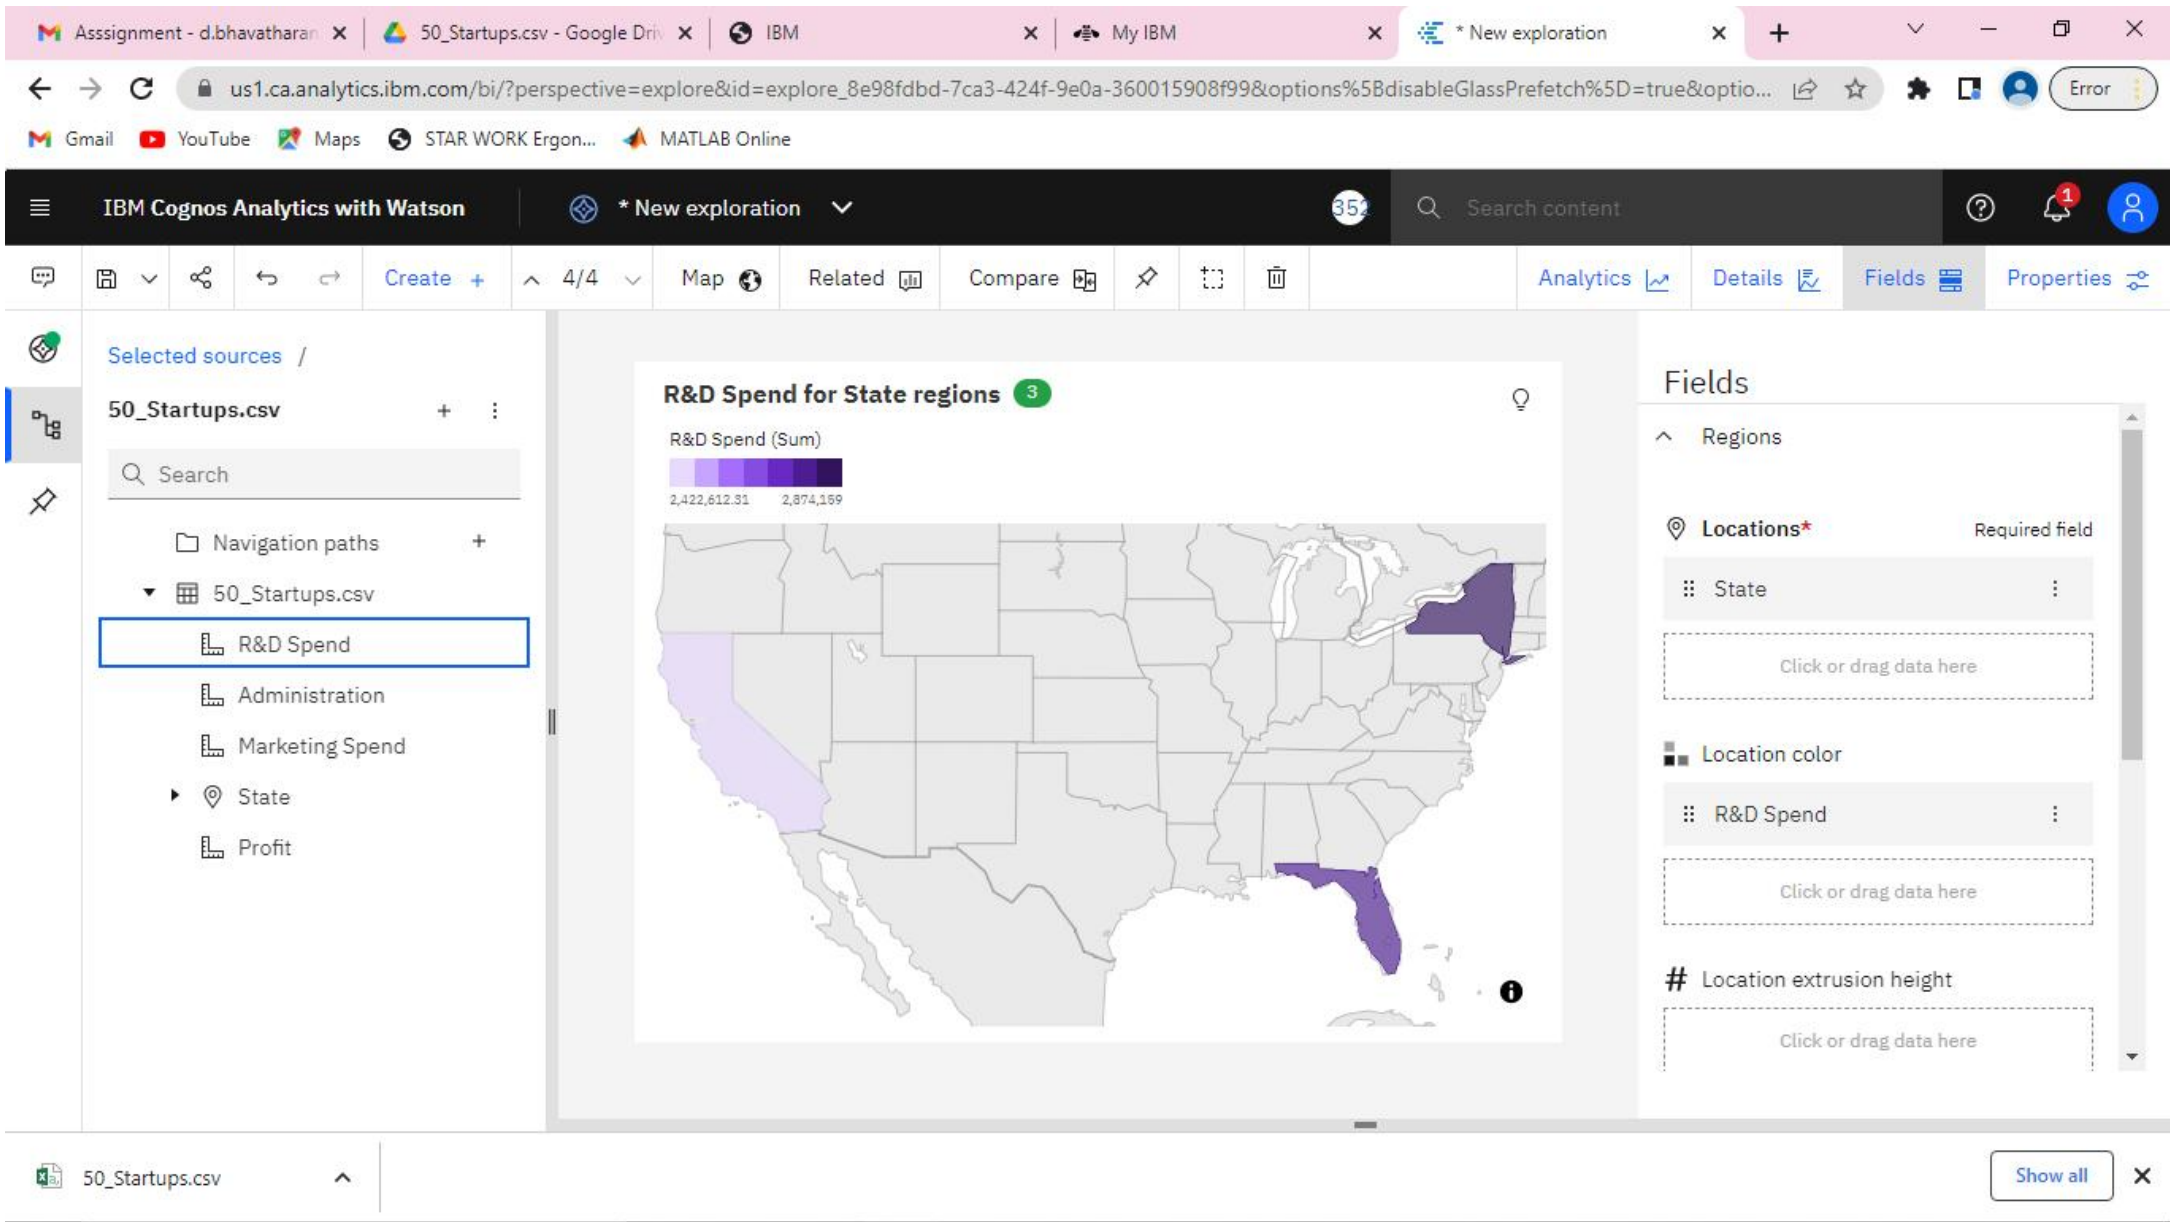 Asssignment - d.bhavatharan
50_Startups.csv - Google Driv
IBM
My IBM
* New exploration
us1.ca.analytics.ibm.com/bi/?perspective=explore&id=explore_8e98fdbd-7ca3-424f-9e0a-360015908f99&options%5BdisableGlassPrefetch%5D=true&optio...
Error
Gmail
YouTube
Maps
STAR WORK Ergon...
MATLAB Online
IBM Cognos Analytics with Watson
* New exploration
352
Search content
1
Create +
4/4
Map
Related
Compare
Analytics
Details
Fields
Properties
Selected sources /
50_Startups.csv
Search
Navigation paths
50_Startups.csv
R&D Spend
Administration
Marketing Spend
State
Profit
R&D Spend for State regions 3
R&D Spend (Sum)
2,422,612.31 2,874,159
Fields
Regions
Locations* Required field
State
Click or drag data here
Location color
R&D Spend
Click or drag data here
# Location extrusion height
Click or drag data here
50_Startups.csv
Show all